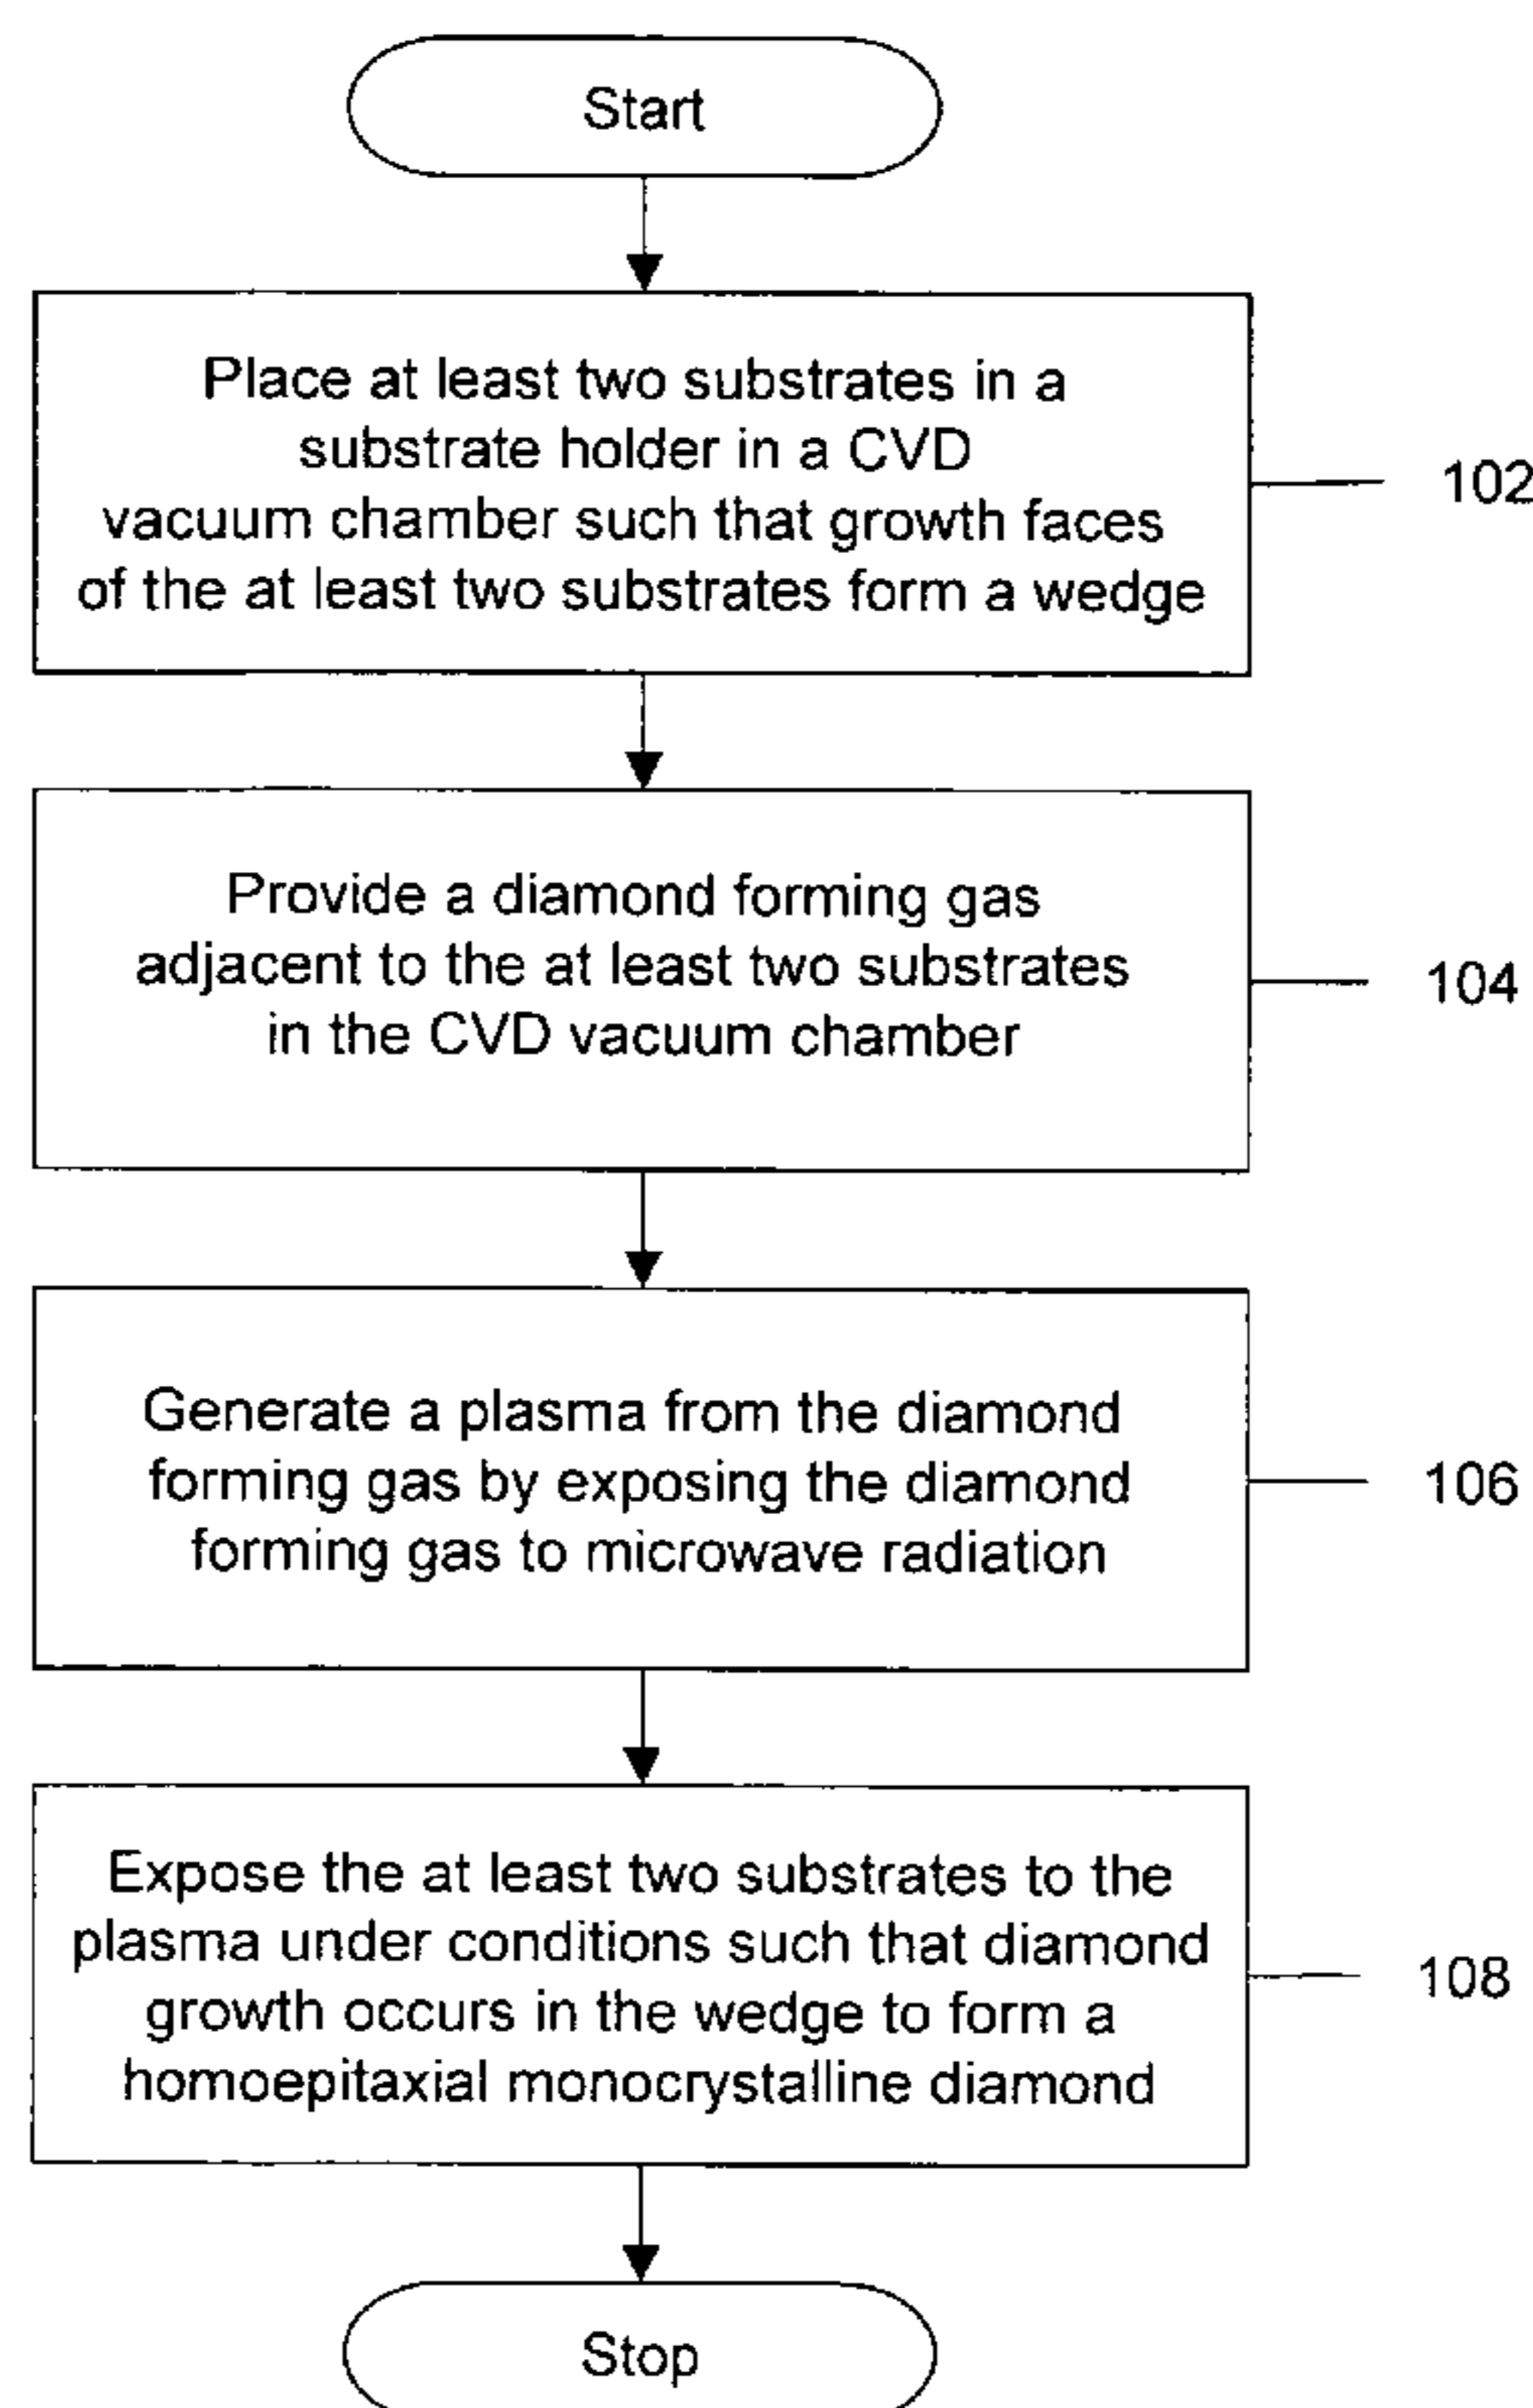 Start
Place at least two substrates in a
substrate holder in a CVD
vacuum chamber such that growth faces
of the at least two substrates form a wedge
102
Provide a diamond forming gas
adjacent to the at least two substrates
in the CVD vacuum chamber
104
Generate a plasma from the diamond
forming gas by exposing the diamond
forming gas to microwave radiation
106
Expose the at least two substrates to the
plasma under conditions such that diamond
growth occurs in the wedge to form a
homoepitaxial monocrystalline diamond
108
Stop